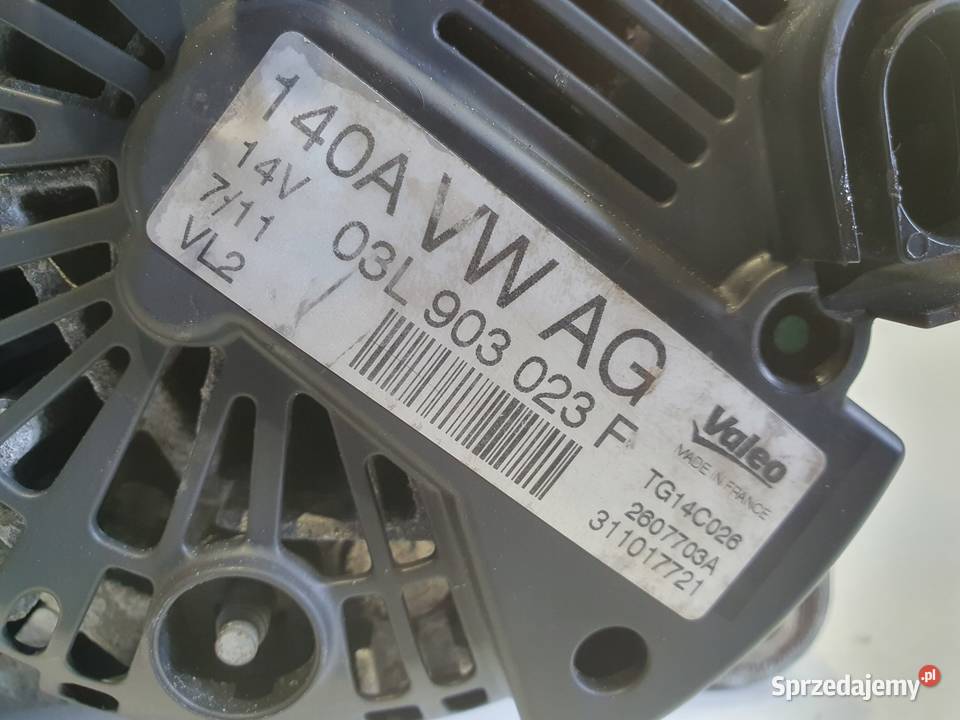 140A VW AG
14V 03L 903 023 F
7/11
VL2
Valeo
MADE IN FRANCE
TG14C026
2607703A
311017721
Sprzedajemy.pl